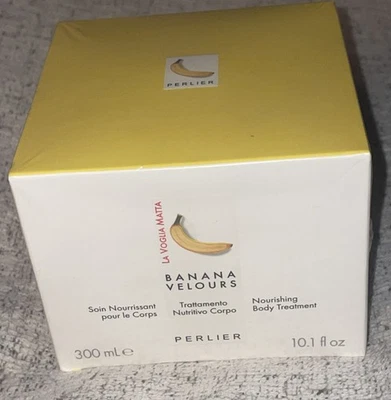 PERLIER
LA VOGLIA MATTA
BANANA
VELOURS
Soin Nourrissant
pour le Corps
Trattamento
Nutritivo Corpo
Nourishing
Body Treatment
PERLIER
300 mL℮
10.1 fl oz